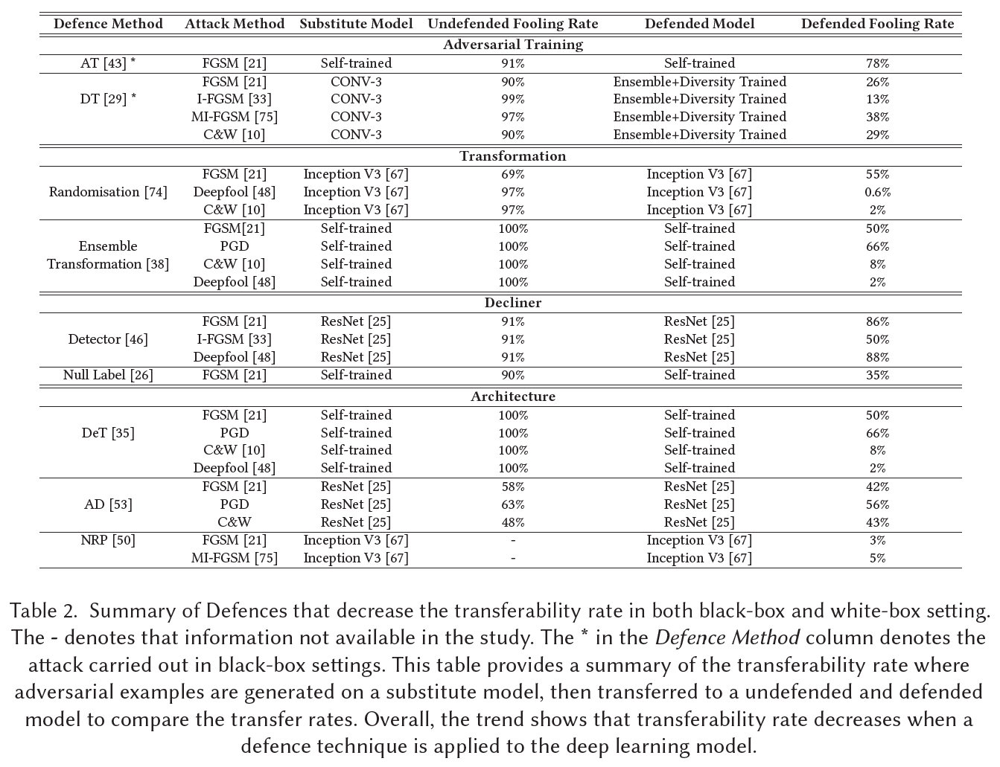 Defence Method Attack Method Substitute Model Undefended Fooling Rate Defended Model Defended Fooling Rate
Adversarial Training
AT [43] * FGSM [21] Self-trained 91% Self-trained 78%
FGSM [21] CONV-3 90% Ensemble+Diversity Trained 26%
DT [29] * I-FGSM [33] CONV-3 99% Ensemble+Diversity Trained 13%
MI-FGSM [75] CONV-3 97% Ensemble+Diversity Trained 38%
C&W [10] CONV-3 90% Ensemble+Diversity Trained 29%
Transformation
FGSM [21] Inception V3 [67] 69% Inception V3 [67] 55%
Randomisation [74] Deepfool [48] Inception V3 [67] 97% Inception V3 [67] 0.6%
C&W [10] Inception V3 [67] 97% Inception V3 [67] 2%
FGSM[21] Self-trained 100% Self-trained 50%
Ensemble PGD Self-trained 100% Self-trained 66%
Transformation [38] C&W [10] Self-trained 100% Self-trained 8%
Deepfool [48] Self-trained 100% Self-trained 2%
Decliner
FGSM [21] ResNet [25] 91% ResNet [25] 86%
Detector [46] I-FGSM [33] ResNet [25] 91% ResNet [25] 50%
Deepfool [48] ResNet [25] 91% ResNet [25] 88%
Null Label [26] FGSM [21] Self-trained 90% Self-trained 35%
Architecture
FGSM [21] Self-trained 100% Self-trained 50%
DeT [35] PGD Self-trained 100% Self-trained 66%
C&W [10] Self-trained 100% Self-trained 8%
Deepfool [48] Self-trained 100% Self-trained 2%
FGSM [21] ResNet [25] 58% ResNet [25] 42%
AD [53] PGD ResNet [25] 63% ResNet [25] 56%
C&W ResNet [25] 48% ResNet [25] 43%
NRP [50] FGSM [21] Inception V3 [67] - Inception V3 [67] 3%
MI-FGSM [75] Inception V3 [67] - Inception V3 [67] 5%
Table 2. Summary of Defences that decrease the transferability rate in both black-box and white-box setting.
The - denotes that information not available in the study. The * in the Defence Method column denotes the
attack carried out in black-box settings. This table provides a summary of the transferability rate where
adversarial examples are generated on a substitute model, then transferred to a undefended and defended
model to compare the transfer rates. Overall, the trend shows that transferability rate decreases when a
defence technique is applied to the deep learning model.